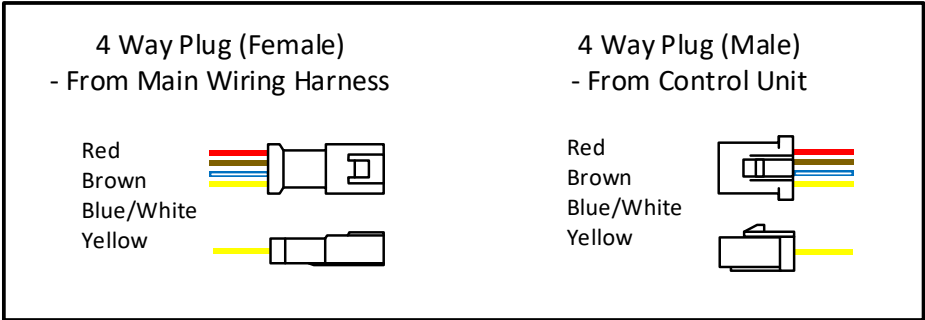 4 Way Plug (Female)
- From Main Wiring Harness
Red
Brown
Blue/White
Yellow
4 Way Plug (Male)
- From Control Unit
Red
Brown
Blue/White
Yellow